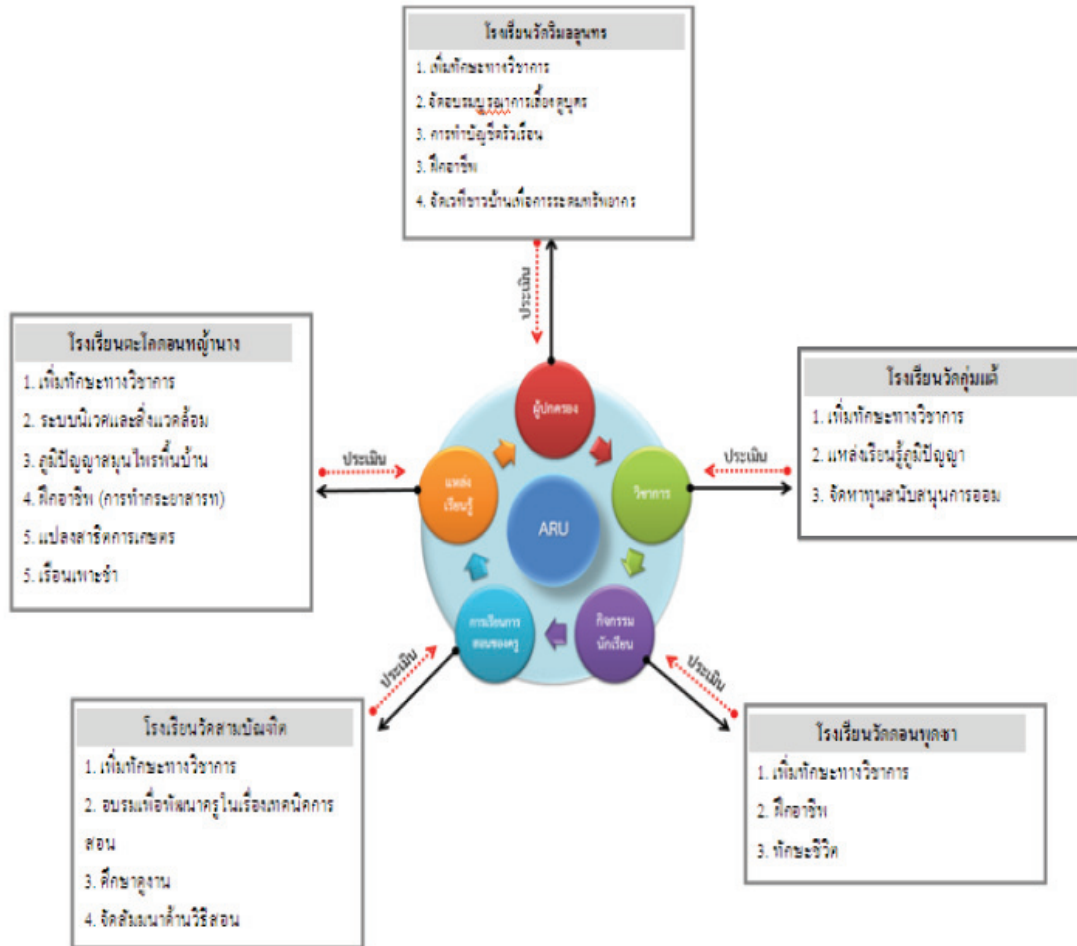 โรงเรียนวัดวิมลสุนทร
1. เพิ่มทักษะทางวิชาการ
2. จัดอบรมบูรณาการเลี้ยงดูบุตร
3. การทำบัญชีครัวเรือน
3. ฝึกอาชีพ
4. จัดเวทีชาวบ้านเพื่อการระดมทรัพยากร
ประเมิน
โรงเรียนตะโกดอนหญ้านาง
1. เพิ่มทักษะทางวิชาการ
2. ระบบนิเวศและสิ่งแวดล้อม
3. ภูมิปัญญาสมุนไพรพื้นบ้าน
4. ฝึกอาชีพ (การทำกระยาสารท)
5. แปลงสาธิตการเกษตร
5. เรือนเพาะชำ
ประเมิน
ผู้ปกครอง
แหล่ง
เรียนรู้
วิชาการ
ARU
การเรียนการ
สอนของครู
กิจกรรม
นักเรียน
ประเมิน
โรงเรียนวัดกุ่มแต้
1. เพิ่มทักษะทางวิชาการ
2. แหล่งเรียนรู้ภูมิปัญญา
3. จัดหาทุนสนับสนุนการออม
ประเมิน
โรงเรียนวัดสามบัณฑิต
1. เพิ่มทักษะทางวิชาการ
2. อบรมเพื่อพัฒนาครูในเรื่องเทคนิคการ
สอน
3. ศึกษาดูงาน
4. จัดสัมมนาด้านวิธีสอน
ประเมิน
โรงเรียนวัดดอนพุดซา
1. เพิ่มทักษะทางวิชาการ
2. ฝึกอาชีพ
3. ทักษะชีวิต